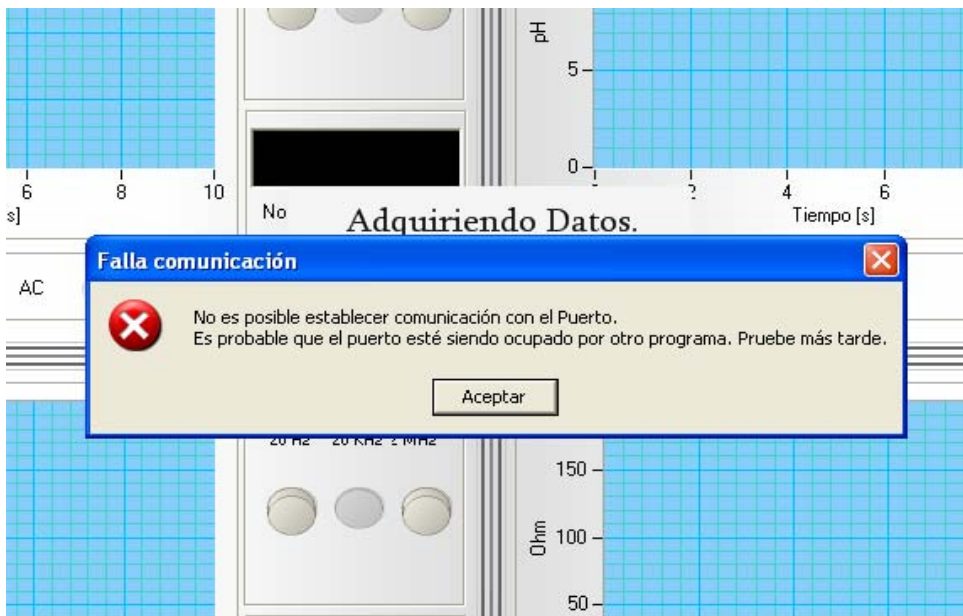 pH
5
0
6 8 10
2 4 6
s]
No
Adquiriendo Datos.
Tiempo [s]
Falla comunicación
AC
No es posible establecer comunicación con el Puerto.
Es probable que el puerto esté siendo ocupado por otro programa. Pruebe más tarde.
Aceptar
20 Hz 20 KHz 2 MHz
150
Ohm
100
50